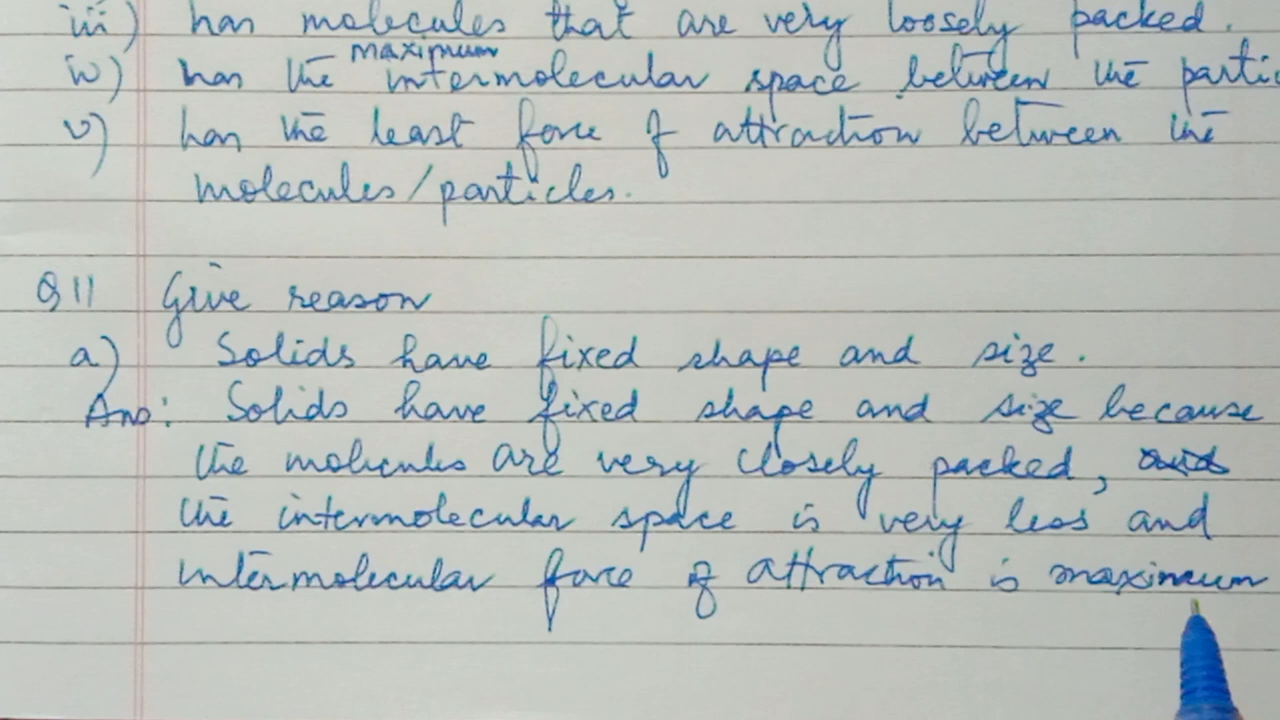 iii) has molecules that are very loosely packed.
maximum
iv) has the intermolecular space between the partic
v) has the least force of attraction between the
molecules/particles.
Q 11 Give reason
a) Solids have fixed shape and size.
Ans: Solids have fixed shape and size because
the molecules are very closely packed,
the intermolecular space is very less and
intermolecular force of attraction is maximum